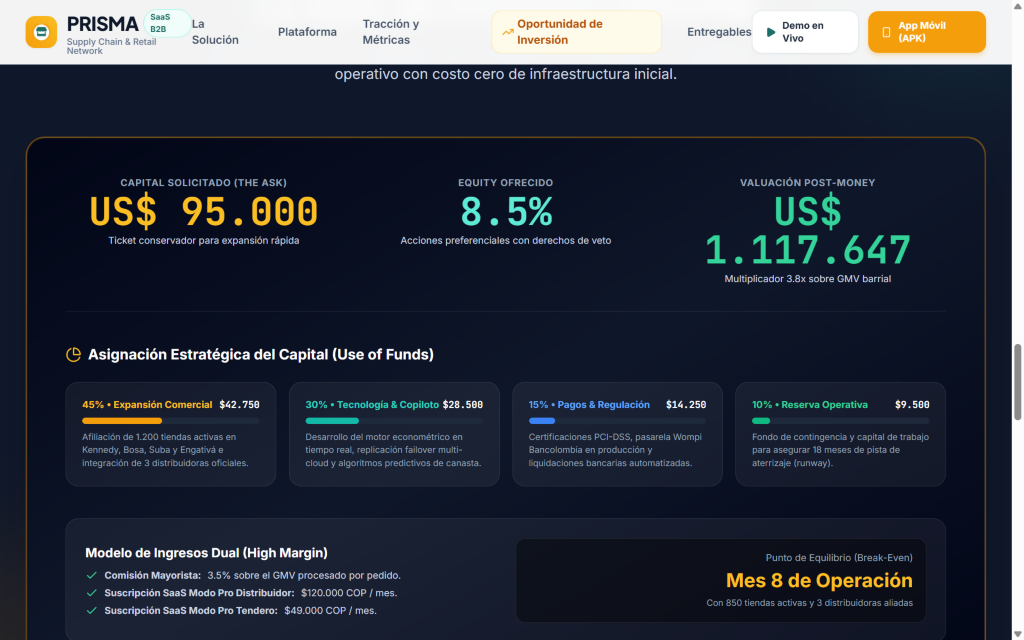 PRISMA
SaaS B2B
Supply Chain & Retail Network
La Solución
Plataforma
Tracción y Métricas
Oportunidad de Inversión
Entregables
Demo en Vivo
App Móvil (APK)
operativo con costo cero de infraestructura inicial.
CAPITAL SOLICITADO (THE ASK)
US$ 95.000
Ticket conservador para expansión rápida
EQUITY OFRECIDO
8.5%
Acciones preferenciales con derechos de veto
VALUACIÓN POST-MONEY
US$
1.117.647
Multiplicador 3.8x sobre GMV barrial
Asignación Estratégica del Capital (Use of Funds)
45% • Expansión Comercial $42.750
Afiliación de 1.200 tiendas activas en
Kennedy, Bosa, Suba y Engativá e
integración de 3 distribuidoras oficiales.
30% • Tecnología & Copiloto $28.500
Desarrollo del motor econométrico en
tiempo real, replicación failover multi-
cloud y algoritmos predictivos de canasta.
15% • Pagos & Regulación $14.250
Certificaciones PCI-DSS, pasarela Wompi
Bancolombia en producción y
liquidaciones bancarias automatizadas.
10% • Reserva Operativa $9.500
Fondo de contingencia y capital de trabajo
para asegurar 18 meses de pista de
aterrizaje (runway).
Modelo de Ingresos Dual (High Margin)
Comisión Mayorista: 3.5% sobre el GMV procesado por pedido.
Suscripción SaaS Modo Pro Distribuidor: $120.000 COP / mes.
Suscripción SaaS Modo Pro Tendero: $49.000 COP / mes.
Punto de Equilibrio (Break-Even)
Mes 8 de Operación
Con 850 tiendas activas y 3 distribuidoras aliadas